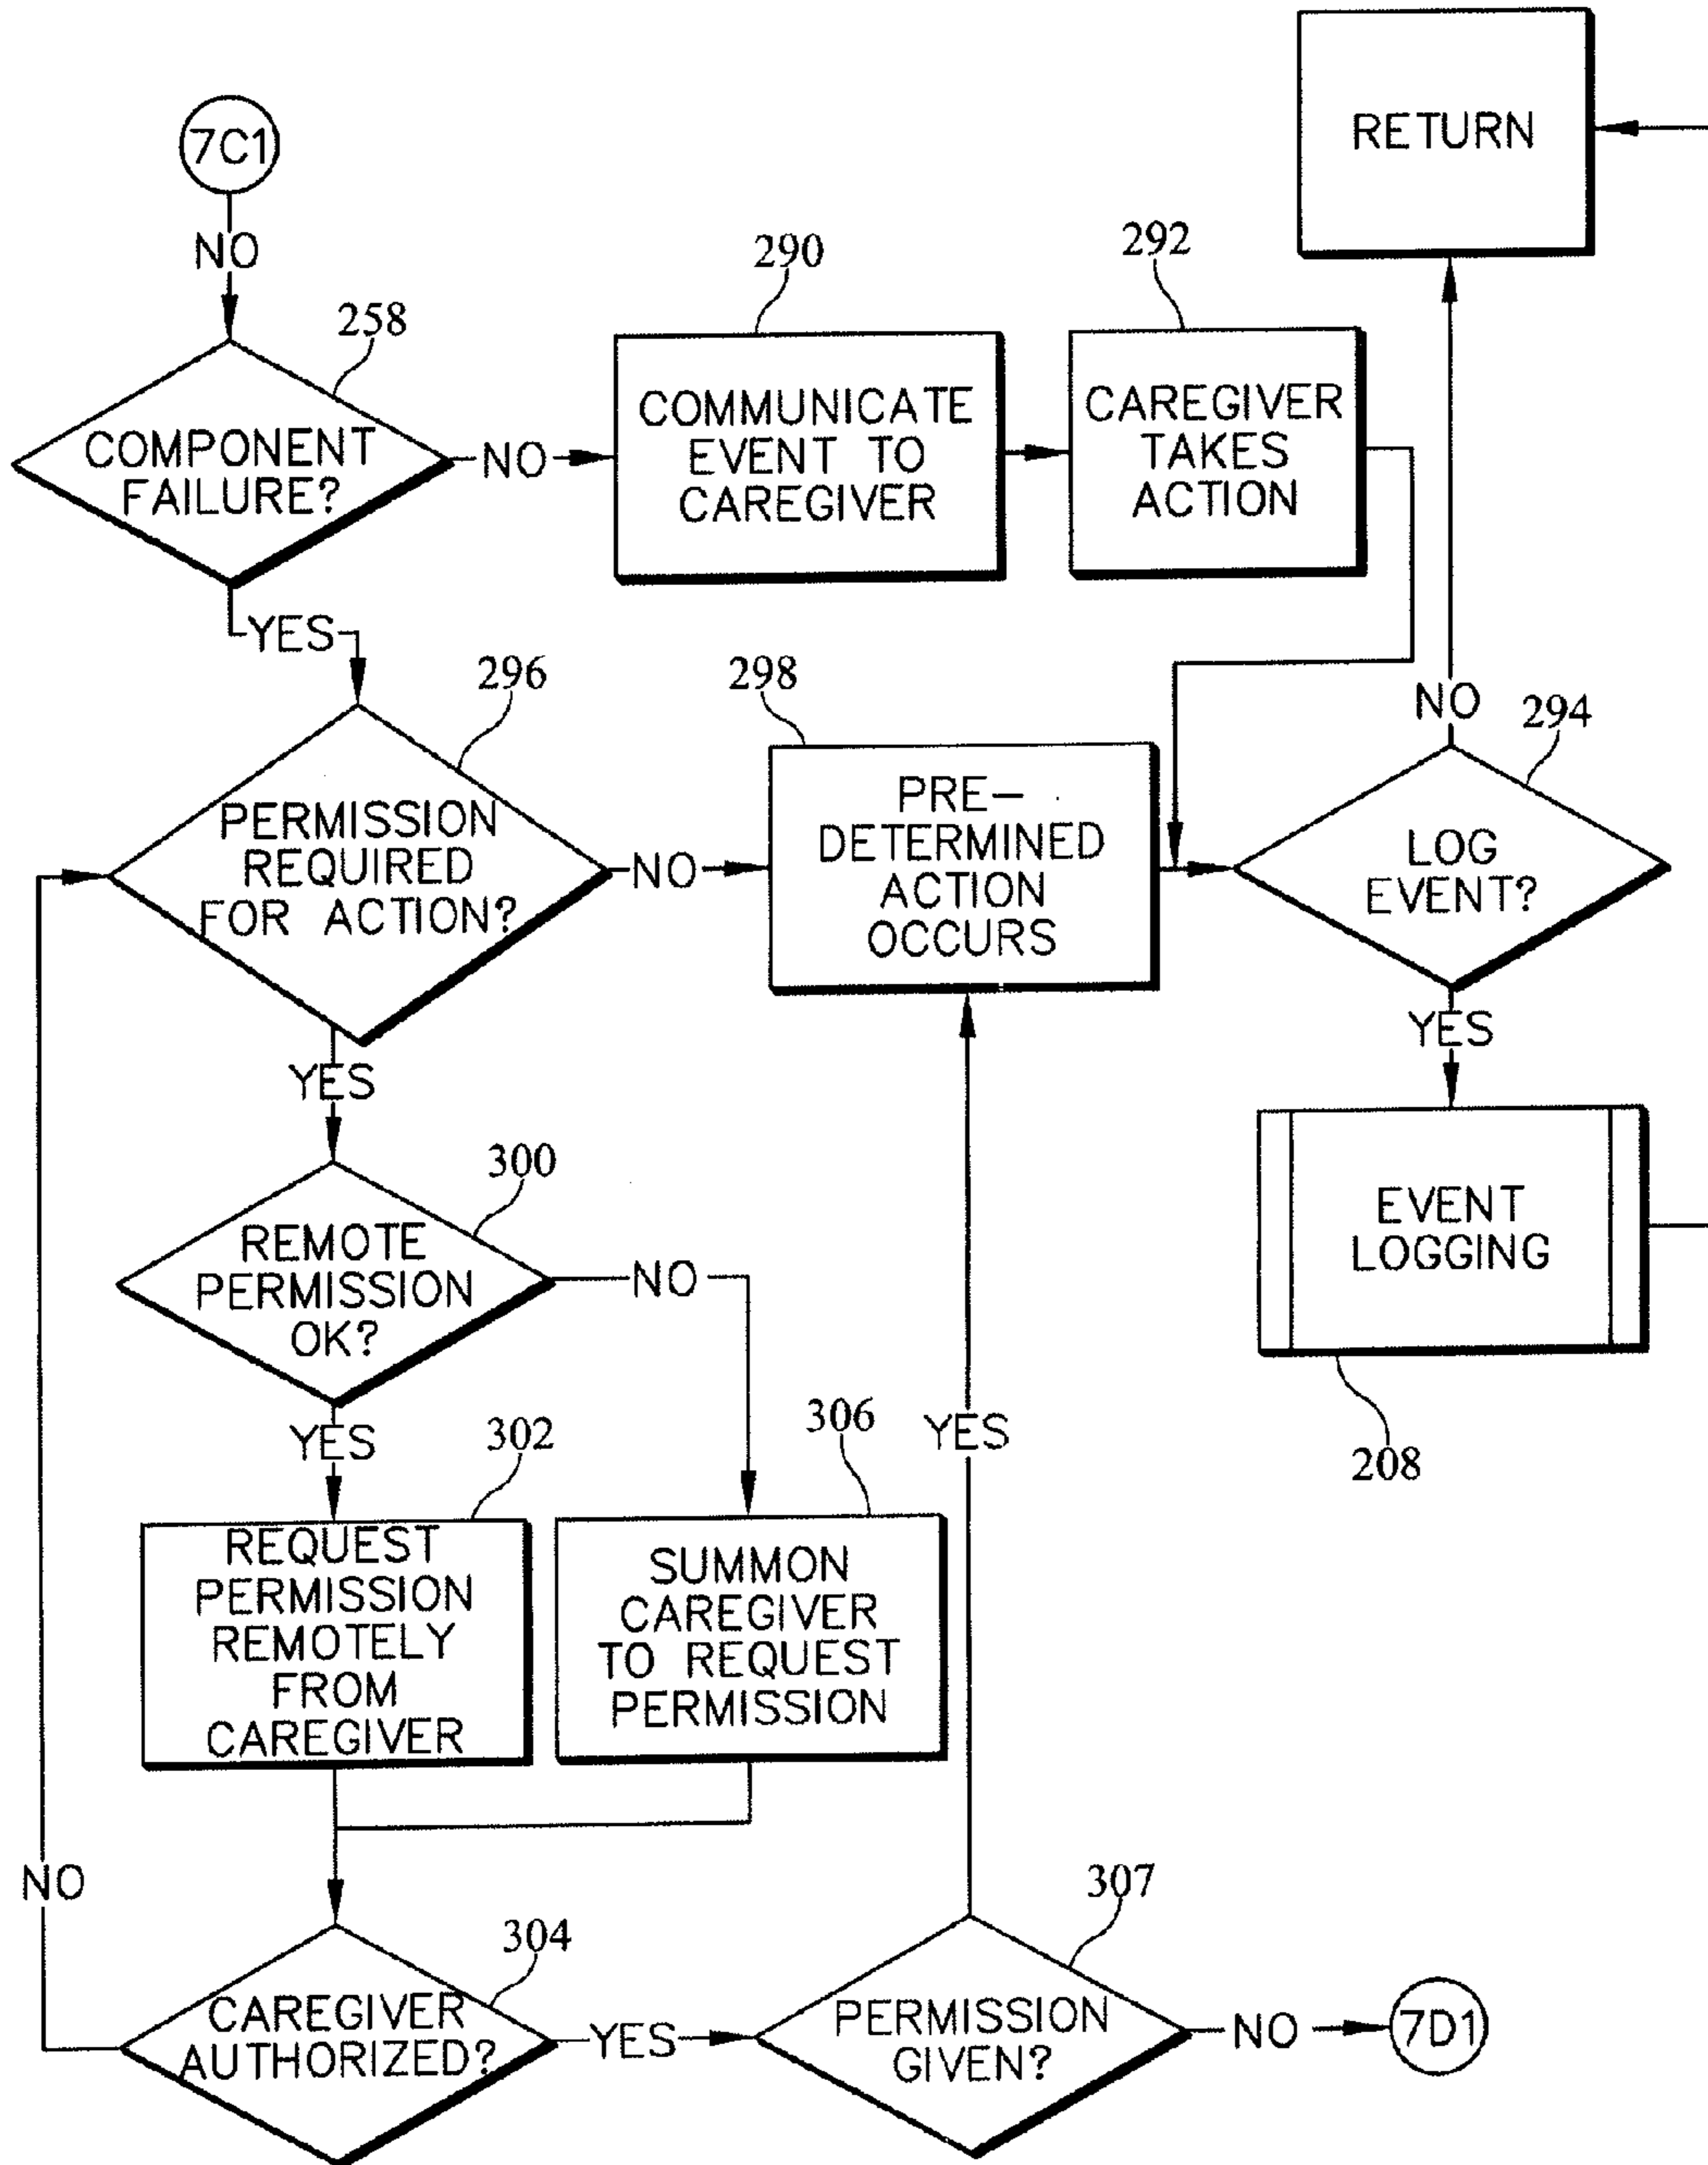 7C1
RETURN
NO
258
290
292
COMPONENT
FAILURE?
NO
COMMUNICATE
EVENT TO
CAREGIVER
CAREGIVER
TAKES
ACTION
YES
296
298
NO
294
PERMISSION
REQUIRED
FOR ACTION?
NO
PRE-
DETERMINED
ACTION
OCCURS
LOG
EVENT?
YES
YES
300
REMOTE
PERMISSION
OK?
NO
EVENT
LOGGING
208
YES
302
306
YES
REQUEST
PERMISSION
REMOTELY
FROM
CAREGIVER
SUMMON
CAREGIVER
TO REQUEST
PERMISSION
NO
304
307
CAREGIVER
AUTHORIZED?
YES
PERMISSION
GIVEN?
NO
7D1